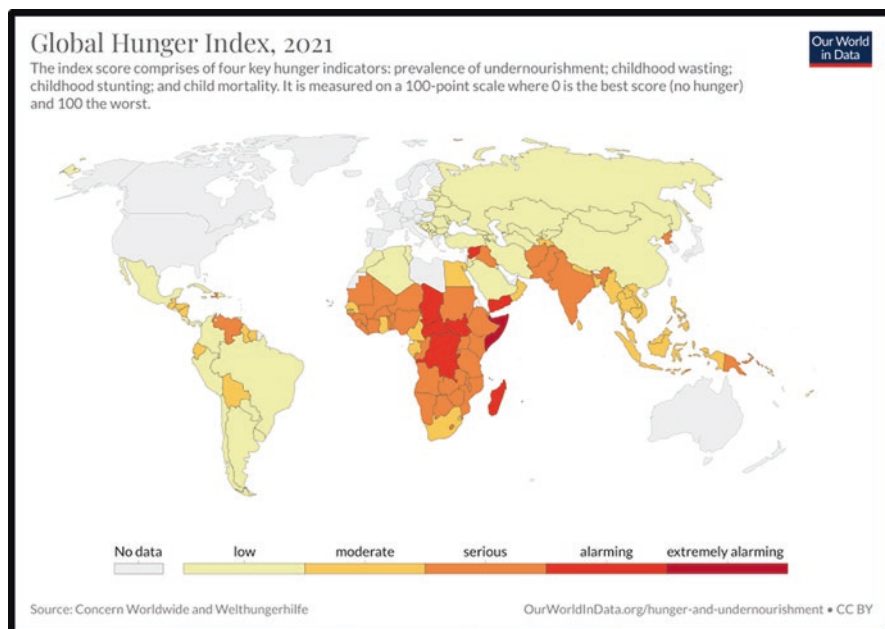 Global Hunger Index, 2021
Our World
in Data
The index score comprises of four key hunger indicators: prevalence of undernourishment; childhood wasting;
childhood stunting; and child mortality. It is measured on a 100-point scale where 0 is the best score (no hunger)
and 100 the worst.
No data low moderate serious alarming extremely alarming
Source: Concern Worldwide and Welthungerhilfe OurWorldInData.org/hunger-and-undernourishment • CC BY